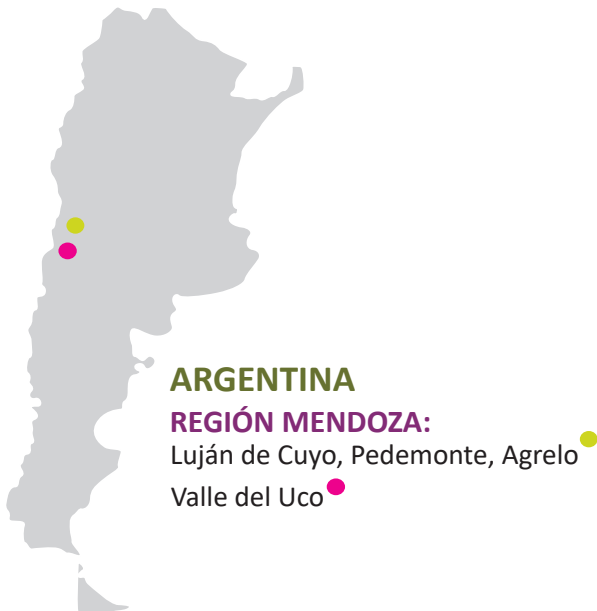 ARGENTINA
REGIÓN MENDOZA:
Luján de Cuyo, Pedemonte, Agrelo
Valle del Uco